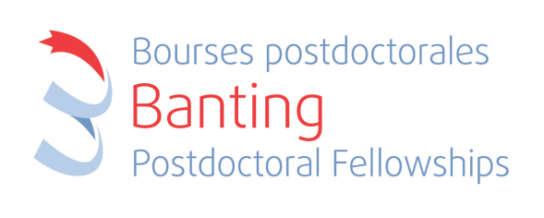 Bourses postdoctorales
Banting
Postdoctoral Fellowships